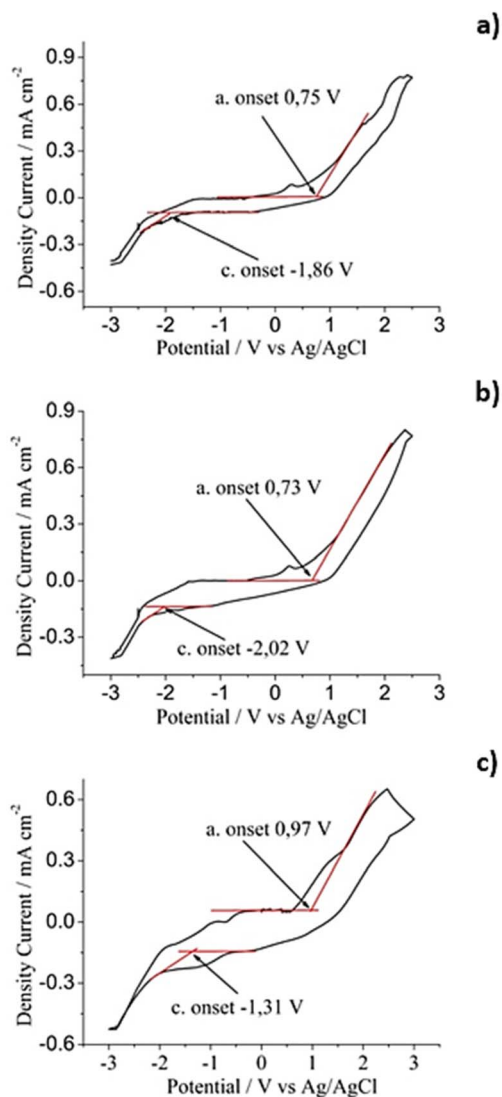 a)
0.9
0.6
0.3
0.0
-0.3
-0.6
Density Current / mA cm-2
a. onset 0,75 V
c. onset -1,86 V
-3 -2 -1 0 1 2 3
Potential / V vs Ag/AgCl
b)
0.9
0.6
0.3
0.0
-0.3
Density Current / mA cm-2
a. onset 0,73 V
c. onset -2,02 V
-3 -2 -1 0 1 2 3
Potential / V vs Ag/AgCl
c)
0.6
0.3
0.0
-0.3
-0.6
Density Current / mA cm-2
a. onset 0,97 V
c. onset -1,31 V
-3 -2 -1 0 1 2 3
Potential / V vs Ag/AgCl